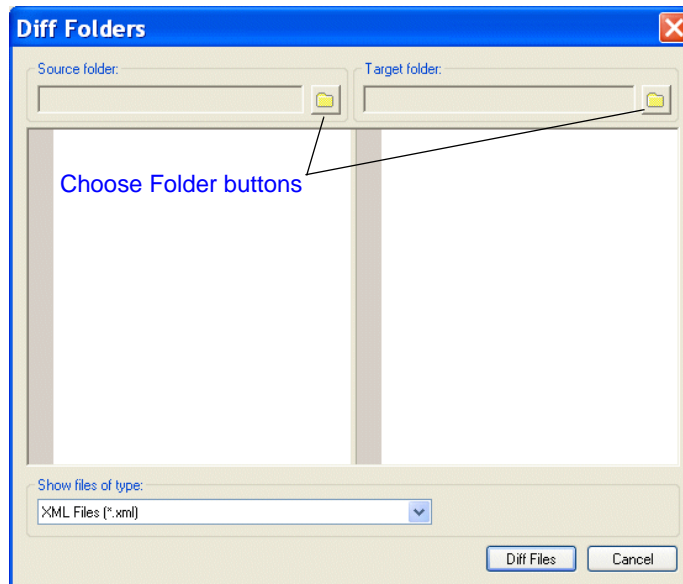 Diff Folders
Source folder:
Target folder:
Choose Folder buttons
Show files of type:
XML Files (*.xml)
Diff Files
Cancel